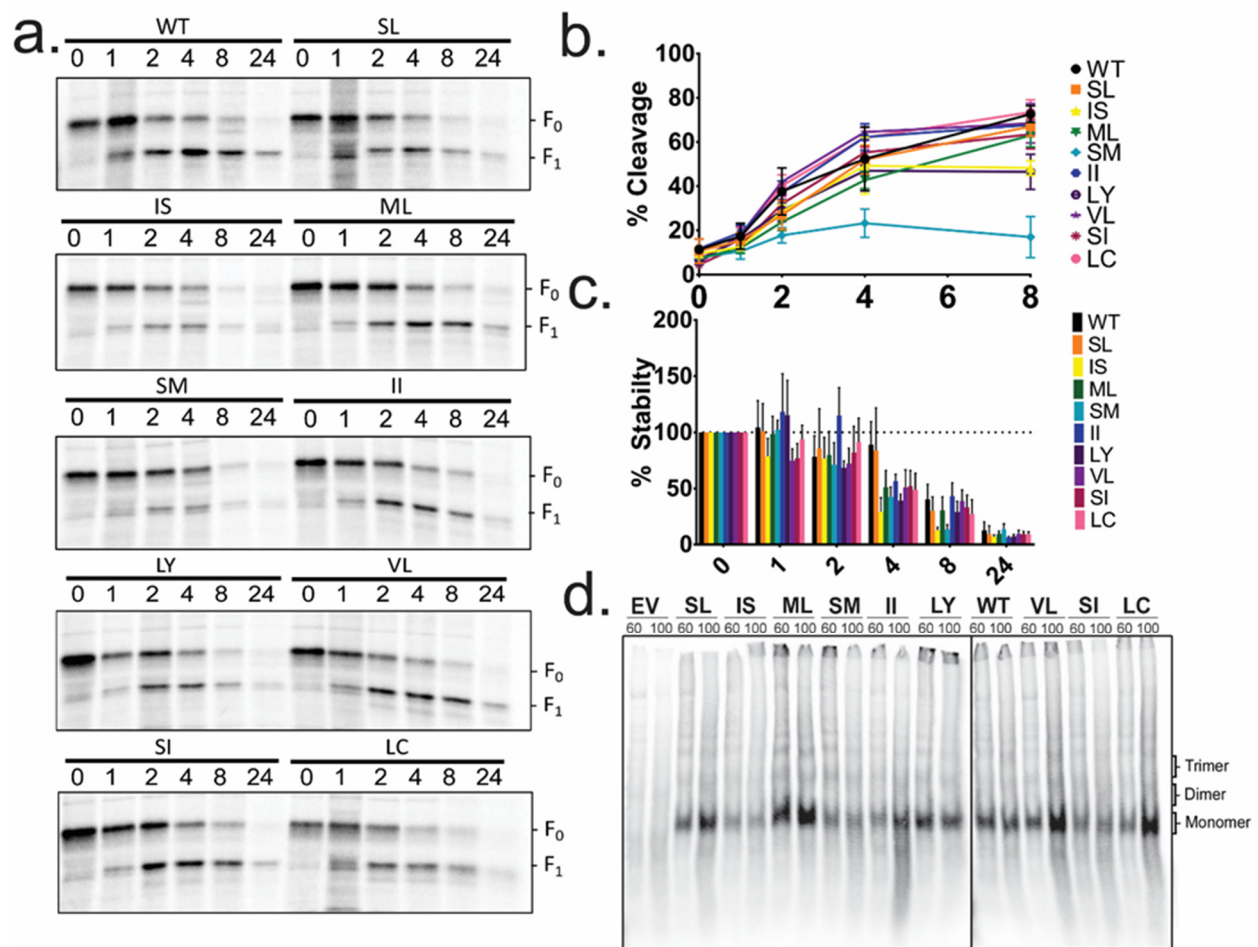 a.
WT SL
0 1 2 4 8 24 0 1 2 4 8 24
F0
F1
IS ML
0 1 2 4 8 24 0 1 2 4 8 24
F0
F1
SM II
0 1 2 4 8 24 0 1 2 4 8 24
F0
F1
LY VL
0 1 2 4 8 24 0 1 2 4 8 24
F0
F1
SI LC
0 1 2 4 8 24 0 1 2 4 8 24
F0
F1
b.
% Cleavage
100
80
60
40
20
0
0 2 4 6 8
WT
SL
IS
ML
SM
II
LY
VL
SI
LC
c.
% Stabilty
200
150
100
50
0
0 1 2 4 8 24
WT
SL
IS
ML
SM
II
LY
VL
SI
LC
d.
EV SL IS ML SM II LY WT VL SI LC
60 100 60 100 60 100 60 100 60 100 60 100 60 100 60 100 60 100 60 100 60 100
Trimer
Dimer
Monomer